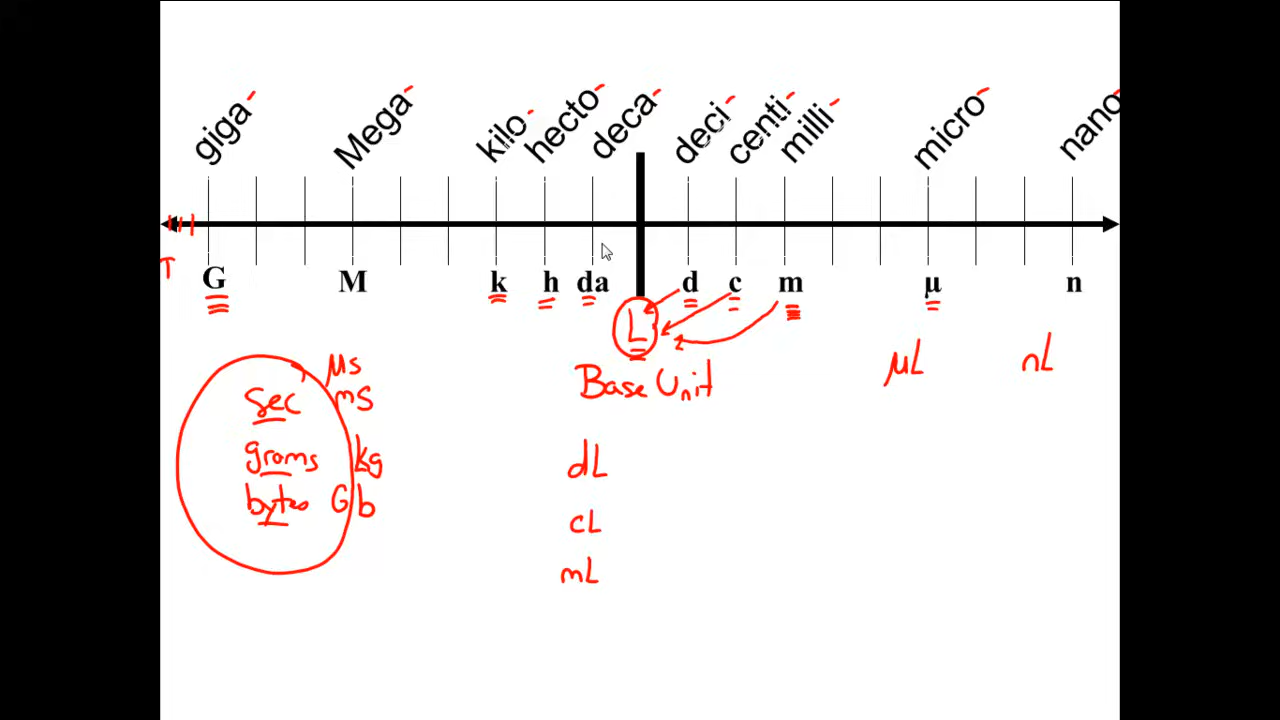 giga- Mega- kilo- hecto- deca- deci- centi- milli- micro- nano
T G M k h da d c m µ n
L
Base Unit
µL nL
µs
sec ms
grams kg
bytes Gb
dL
cL
mL